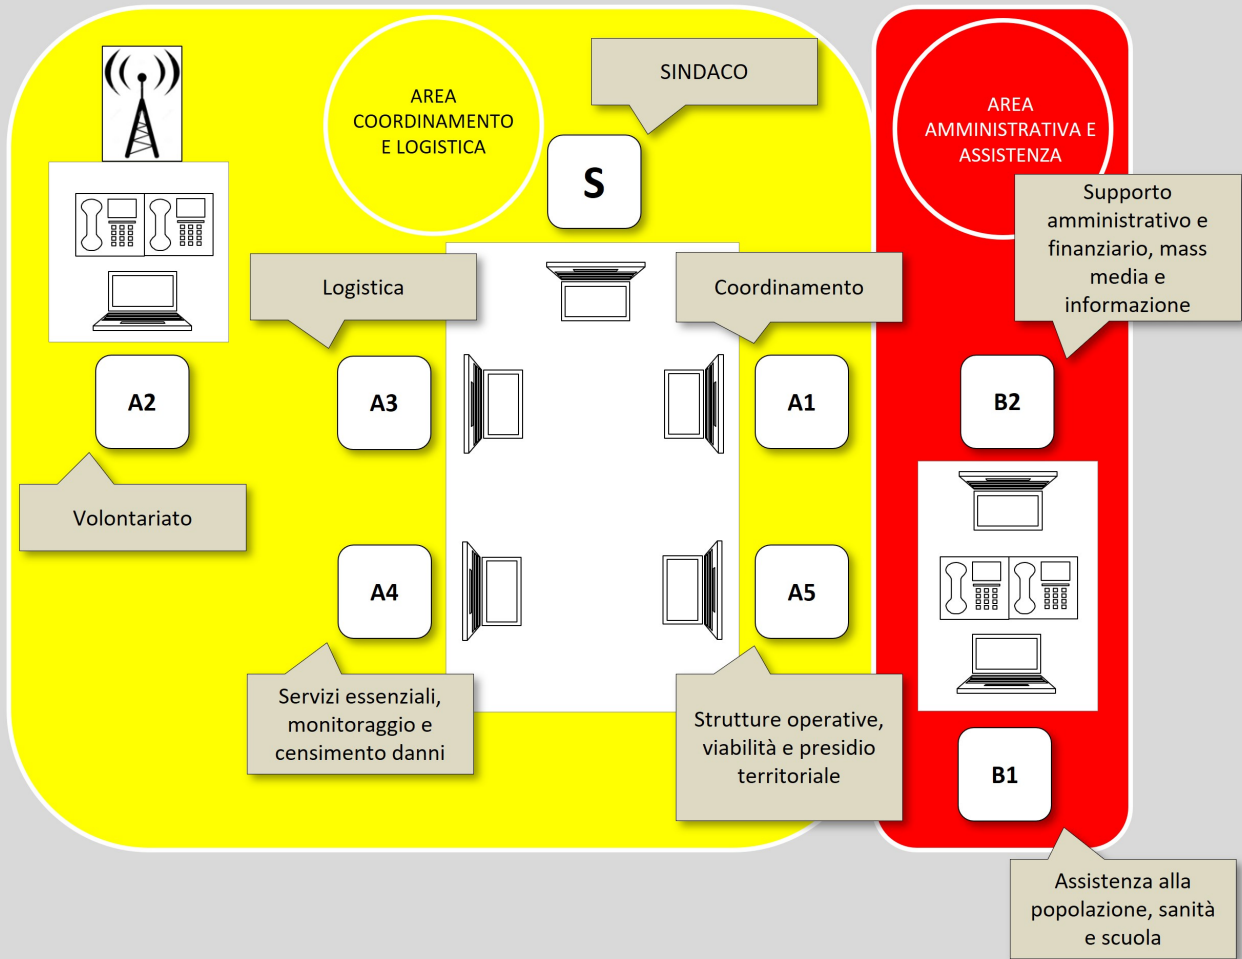 SINDACO
AREA
COORDINAMENTO
E LOGISTICA
AREA
AMMINISTRATIVA E
ASSISTENZA
S
Supporto
amministrativo e
finanziario, mass
media e
informazione
Logistica
Coordinamento
A2
A3
A1
B2
Volontariato
A4
A5
Servizi essenziali,
monitoraggio e
censimento danni
Strutture operative,
viabilità e presidio
territoriale
B1
Assistenza alla
popolazione, sanità
e scuola